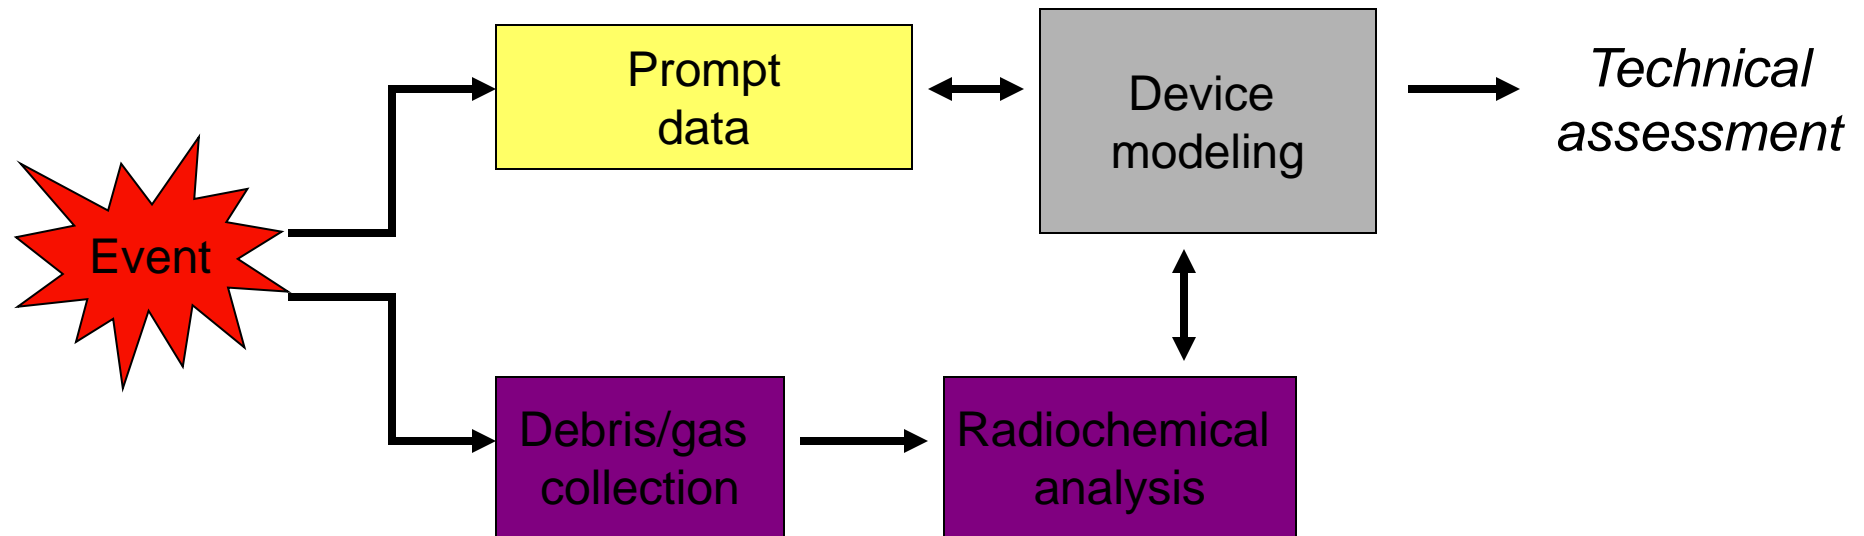 Event
Prompt
data
Device
modeling
Technical
assessment
Debris/gas
collection
Radiochemical
analysis